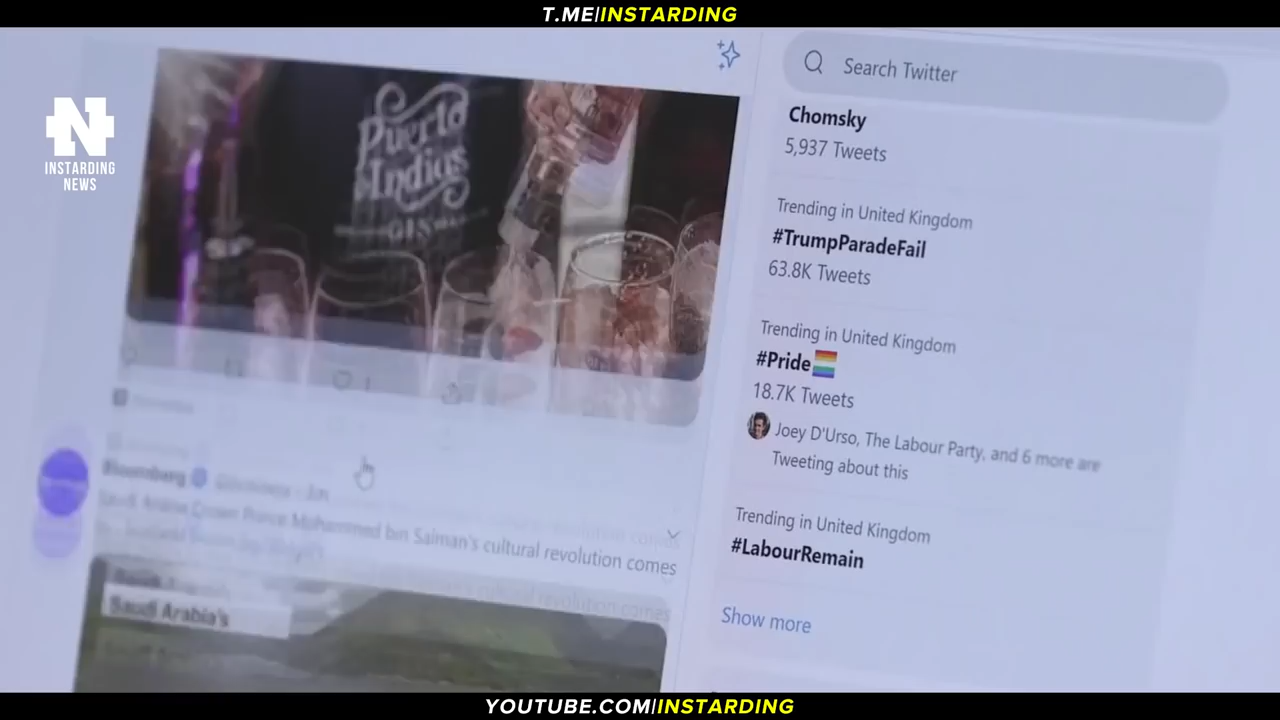 T.ME|INSTARDING
INSTARDING
NEWS
Puerto
de Indias
GIN
Search Twitter
Chomsky
5,937 Tweets
Trending in United Kingdom
#TrumpParadeFail
63.8K Tweets
Trending in United Kingdom
#Pride
18.7K Tweets
Joey D'Urso, The Labour Party, and 6 more are
Tweeting about this
Trending in United Kingdom
#LabourRemain
Show more
Bloomberg
Saudi Arabia Crown Prince Mohammed bin Salman's cultural revolution comes
Saudi Arabia's
YOUTUBE.COM|INSTARDING